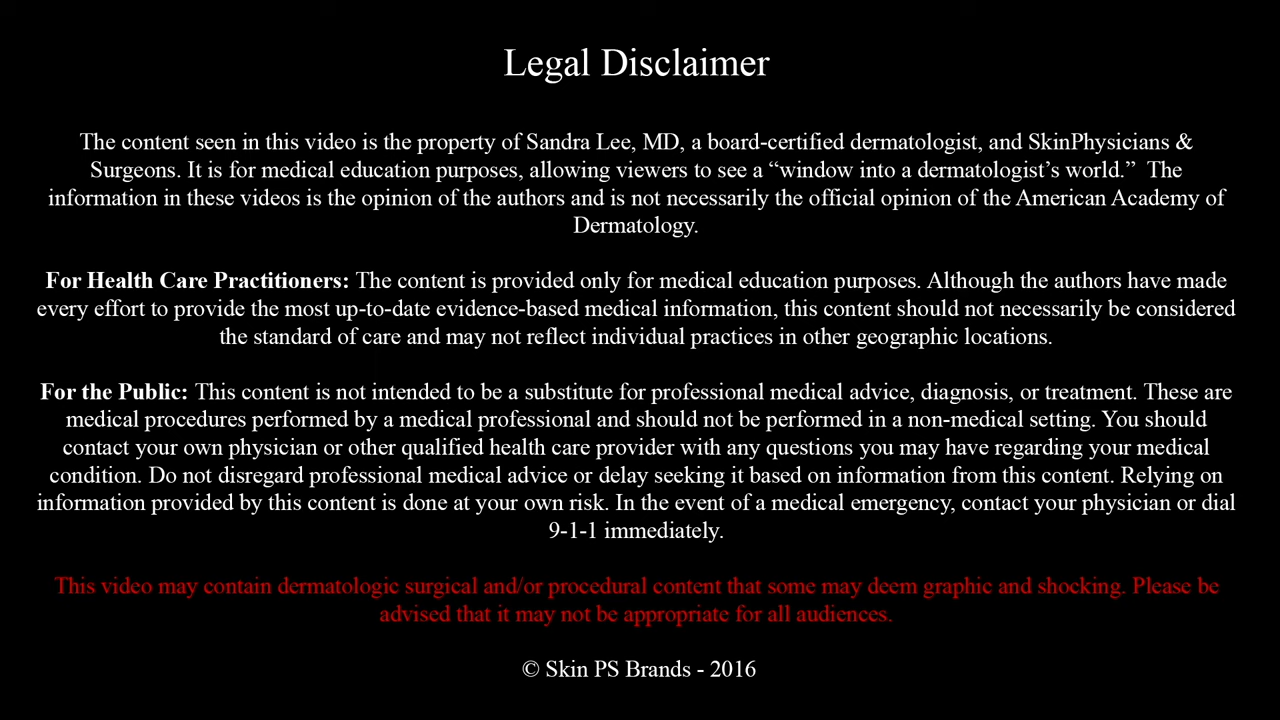 Legal Disclaimer
The content seen in this video is the property of Sandra Lee, MD, a board-certified dermatologist, and SkinPhysicians &
Surgeons. It is for medical education purposes, allowing viewers to see a “window into a dermatologist’s world.”  The
information in these videos is the opinion of the authors and is not necessarily the official opinion of the American Academy of
Dermatology.
For Health Care Practitioners: The content is provided only for medical education purposes. Although the authors have made
every effort to provide the most up-to-date evidence-based medical information, this content should not necessarily be considered
the standard of care and may not reflect individual practices in other geographic locations.
For the Public: This content is not intended to be a substitute for professional medical advice, diagnosis, or treatment. These are
medical procedures performed by a medical professional and should not be performed in a non-medical setting. You should
contact your own physician or other qualified health care provider with any questions you may have regarding your medical
condition. Do not disregard professional medical advice or delay seeking it based on information from this content. Relying on
information provided by this content is done at your own risk. In the event of a medical emergency, contact your physician or dial
9-1-1 immediately.
This video may contain dermatologic surgical and/or procedural content that some may deem graphic and shocking. Please be
advised that it may not be appropriate for all audiences.
© Skin PS Brands - 2016